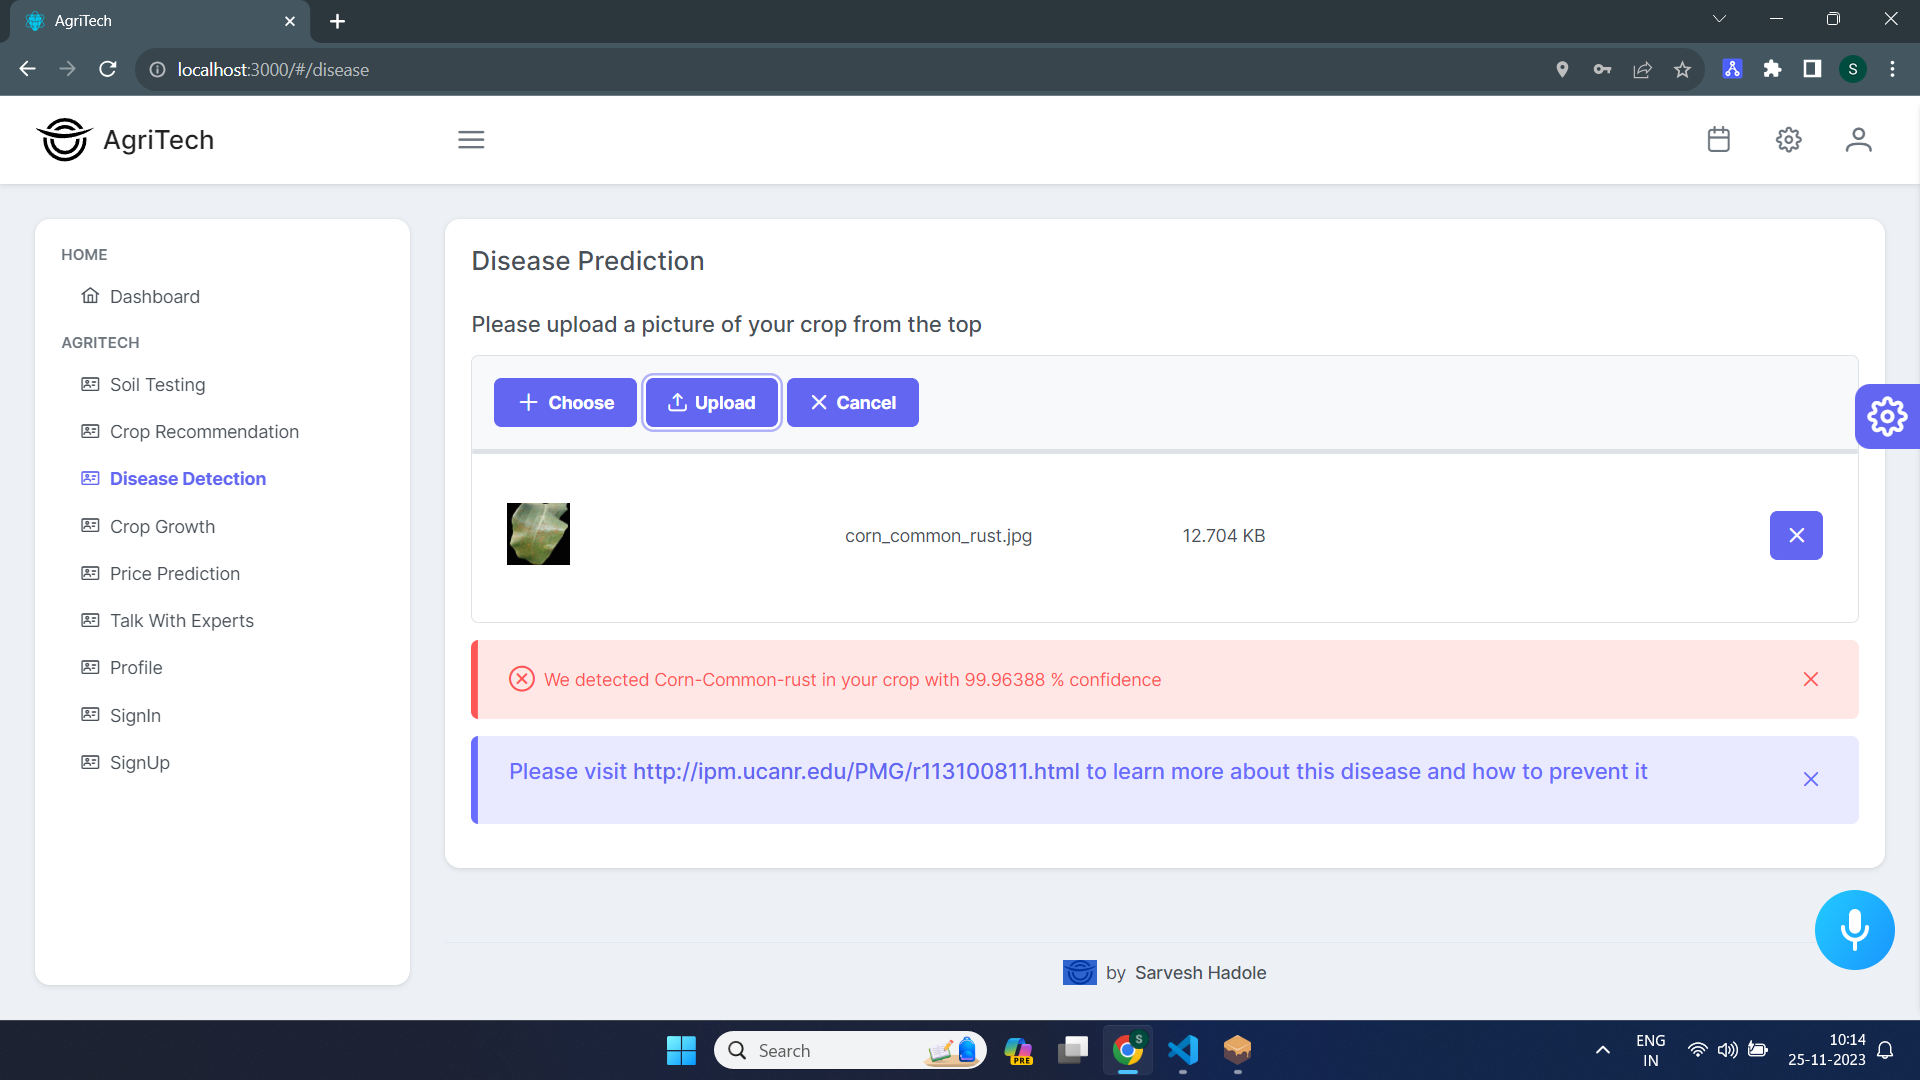 AgriTech
localhost:3000/#/disease
S
AgriTech
HOME
Dashboard
AGRITECH
Soil Testing
Crop Recommendation
Disease Detection
Crop Growth
Price Prediction
Talk With Experts
Profile
SignIn
SignUp
Disease Prediction
Please upload a picture of your crop from the top
Choose Upload Cancel
corn_common_rust.jpg 12.704 KB
We detected Corn-Common-rust in your crop with 99.96388 % confidence
Please visit http://ipm.ucanr.edu/PMG/r113100811.html to learn more about this disease and how to prevent it
by Sarvesh Hadole
Search
PRE
S
ENG
IN
10:14
25-11-2023